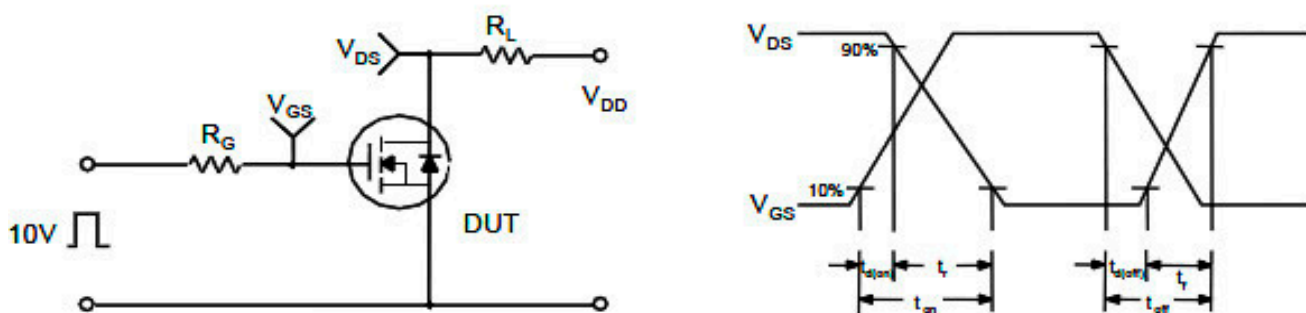 R_L
V_DS
V_DD
V_GS
R_G
10V
DUT
V_DS
90%
10%
V_GS
t_d(on)
t_r
t_d(off)
t_f
t_on
t_off